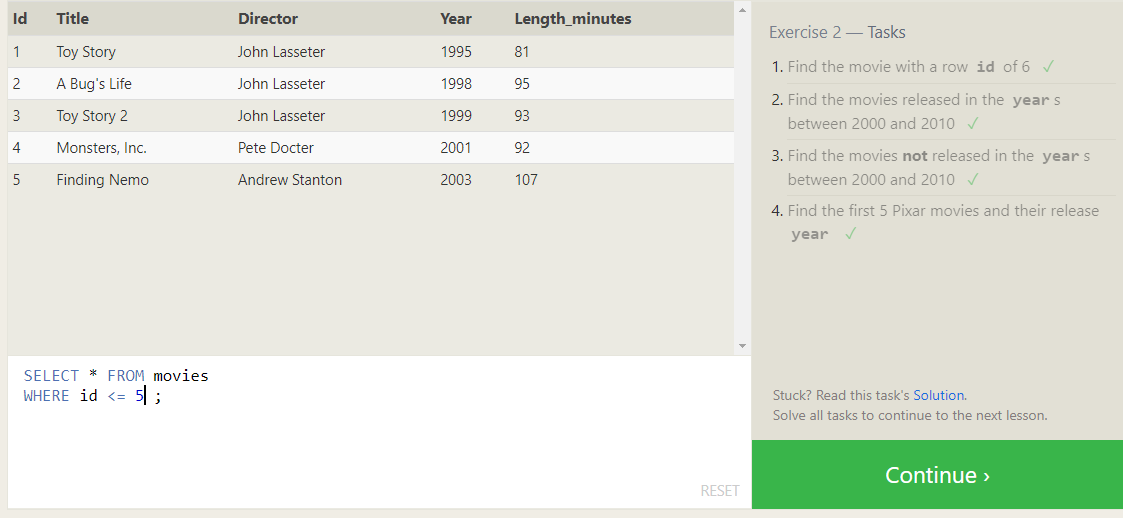 Id Title Director Year Length_minutes
1 Toy Story John Lasseter 1995 81
2 A Bug's Life John Lasseter 1998 95
3 Toy Story 2 John Lasseter 1999 93
4 Monsters, Inc. Pete Docter 2001 92
5 Finding Nemo Andrew Stanton 2003 107
SELECT * FROM movies
WHERE id <= 5 ;
RESET
Exercise 2 — Tasks
1. Find the movie with a row id of 6 ✓
2. Find the movies released in the year s
between 2000 and 2010 ✓
3. Find the movies not released in the year s
between 2000 and 2010 ✓
4. Find the first 5 Pixar movies and their release
year ✓
Stuck? Read this task's Solution.
Solve all tasks to continue to the next lesson.
Continue ›